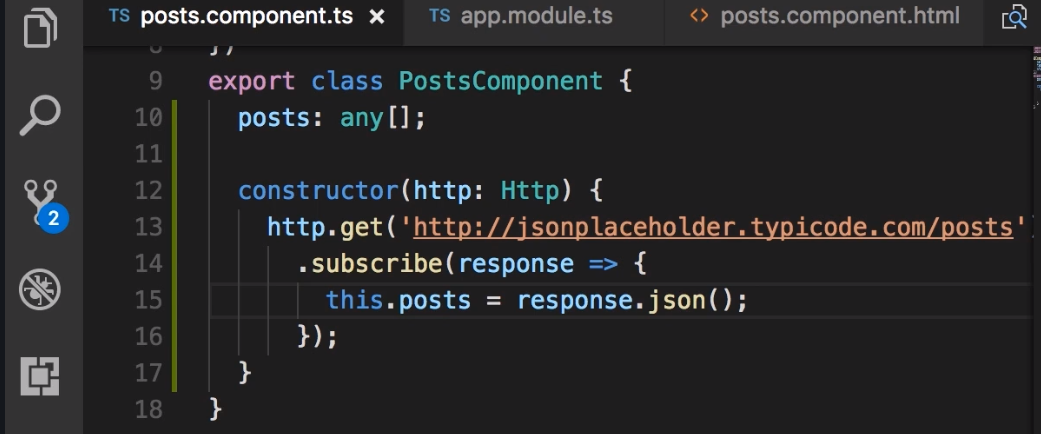 TS posts.component.ts × TS app.module.ts <> posts.component.html
9 export class PostsComponent {
10 posts: any[];
11
12 constructor(http: Http) {
13 http.get('http://jsonplaceholder.typicode.com/posts'
14 .subscribe(response => {
15 this.posts = response.json();
16 });
17 }
18 }
2